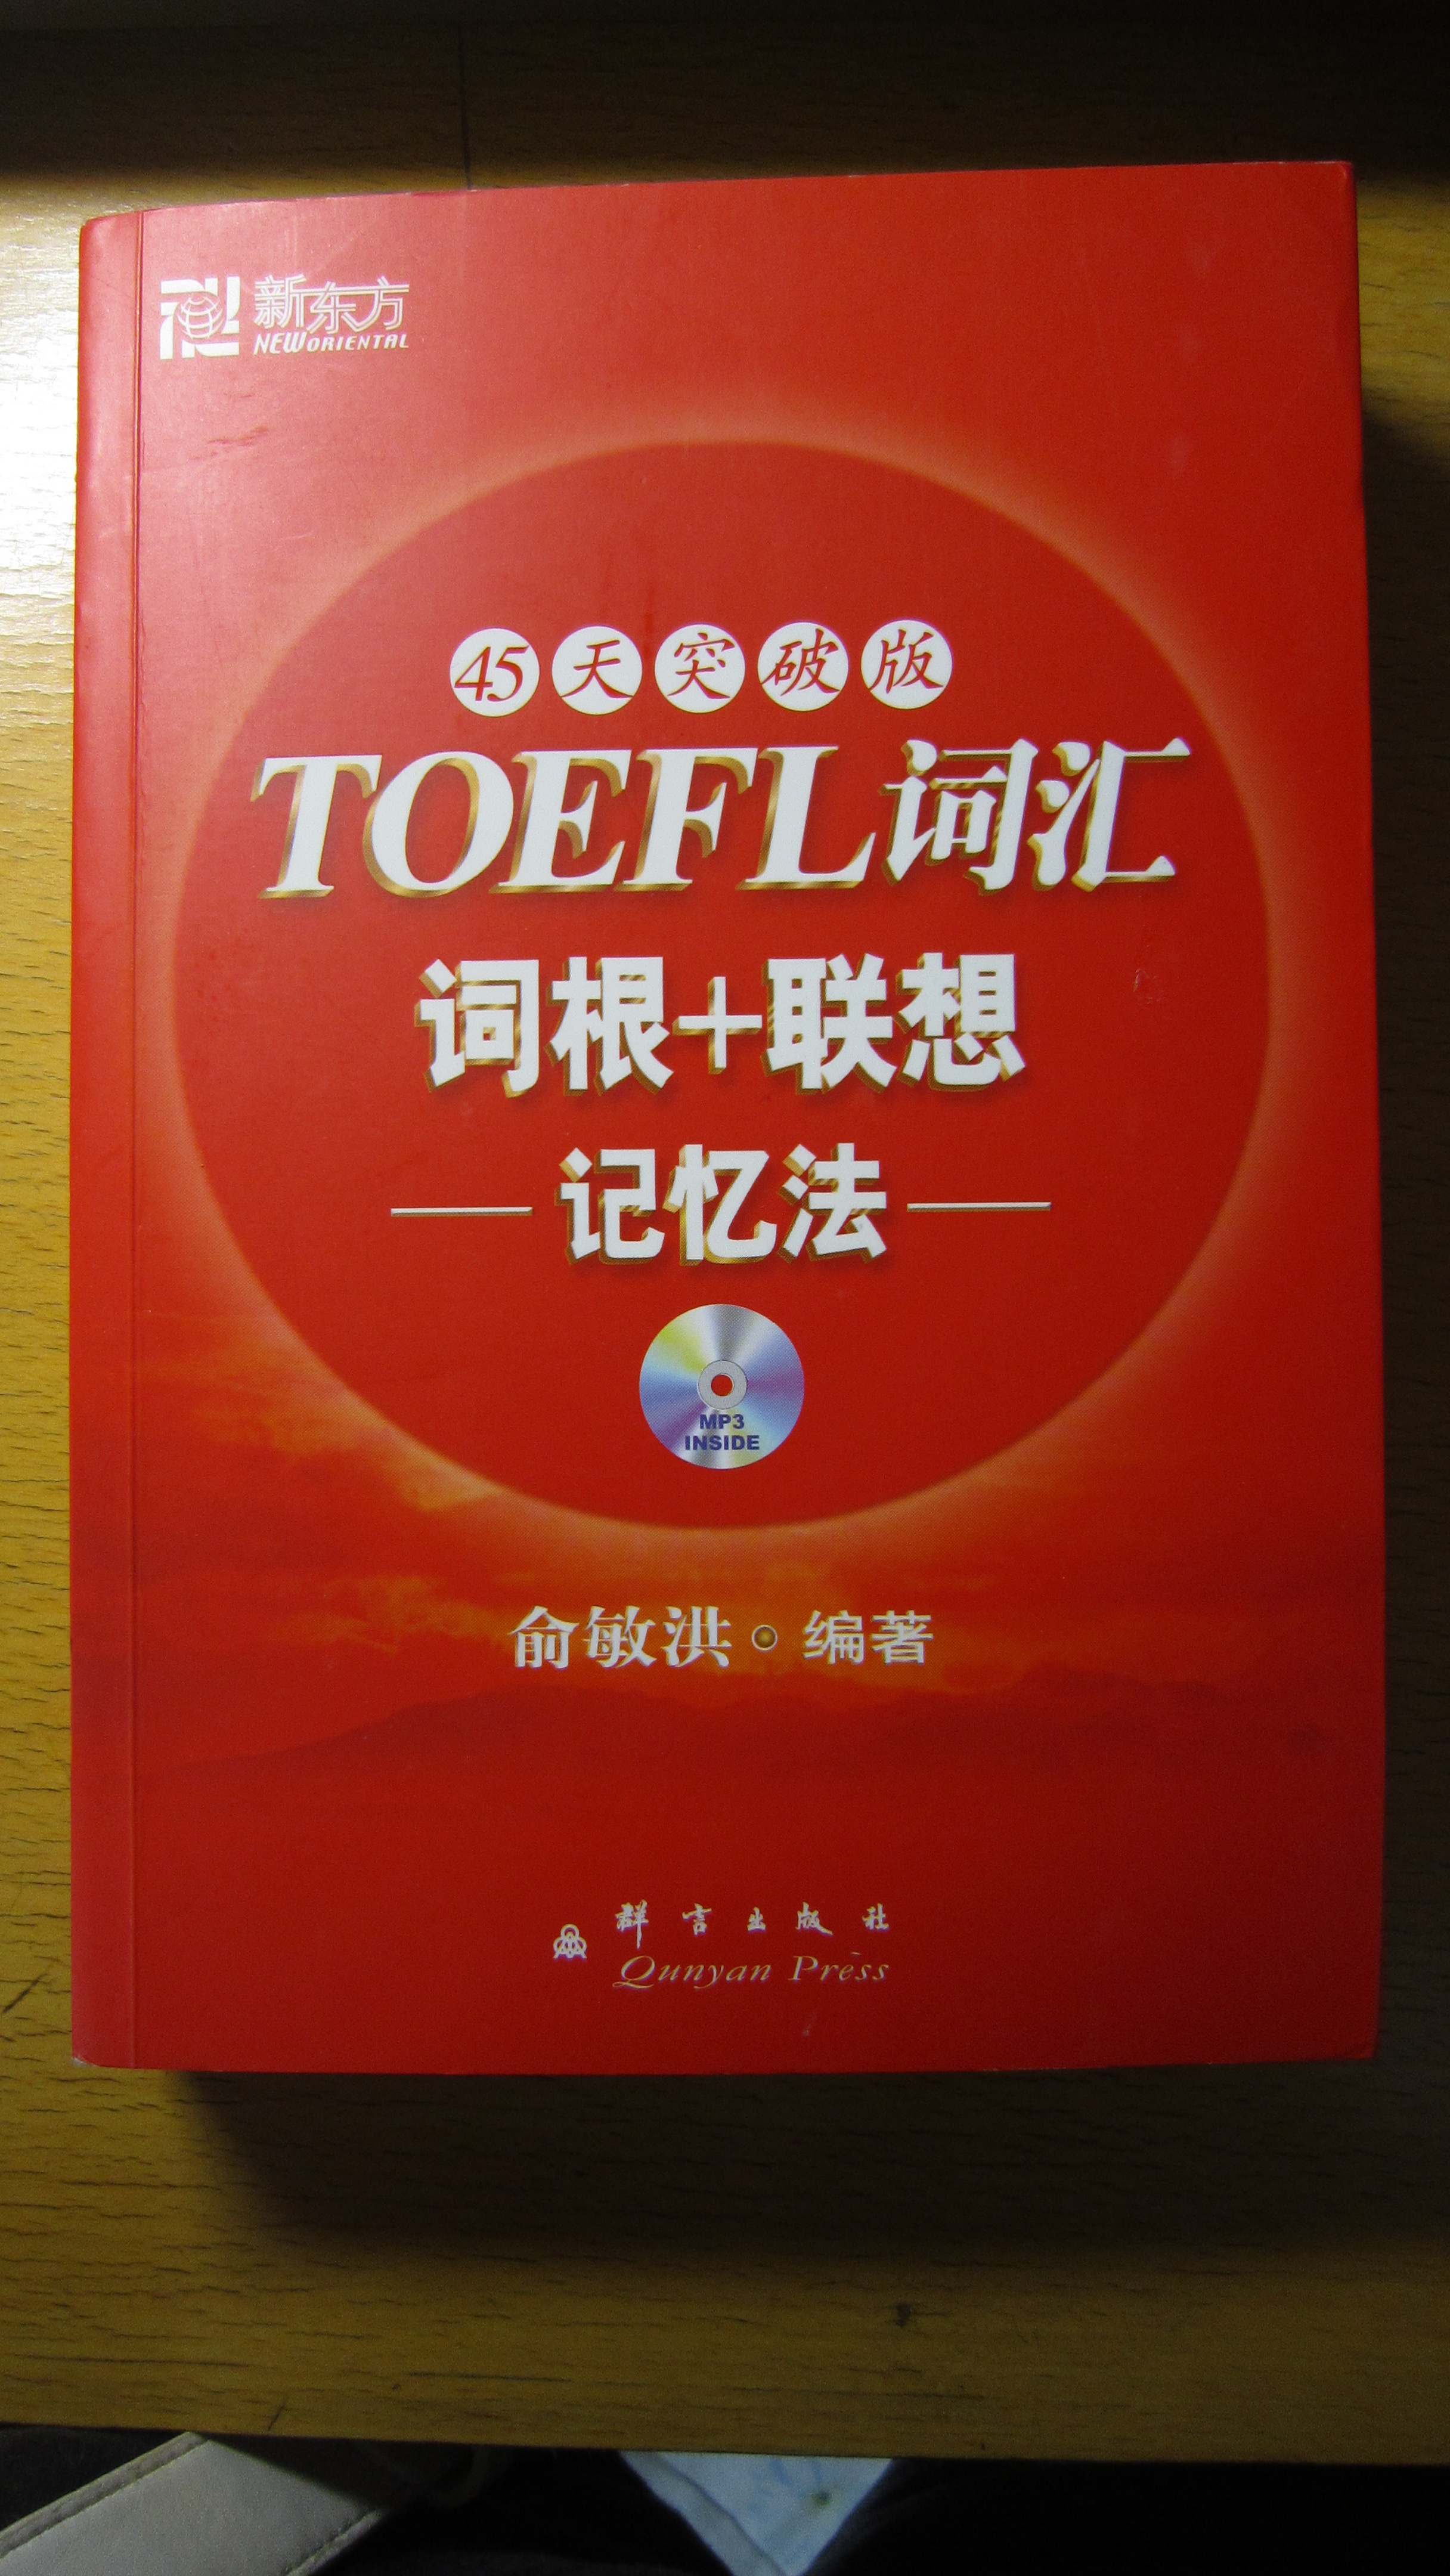 新东方
NEW ORIENTAL
45天突破版
TOEFL词汇
词根+联想
记忆法
MP3
INSIDE
俞敏洪·编著
群言出版社
Qunyan Press